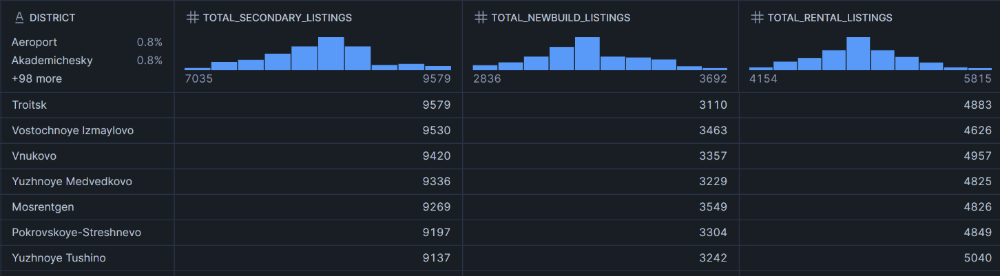 DISTRICT TOTAL_SECONDARY_LISTINGS TOTAL_NEWBUILD_LISTINGS TOTAL_RENTAL_LISTINGS
Aeroport 0.8%
Akademichesky 0.8%
+98 more 7035 9579 2836 3692 4154 5815
Troitsk 9579 3110 4883
Vostochnoye Izmaylovo 9530 3463 4626
Vnukovo 9420 3357 4957
Yuzhnoye Medvedkovo 9336 3229 4825
Mosrentgen 9269 3549 4826
Pokrovskoye-Streshnevo 9197 3304 4849
Yuzhnoye Tushino 9137 3242 5040